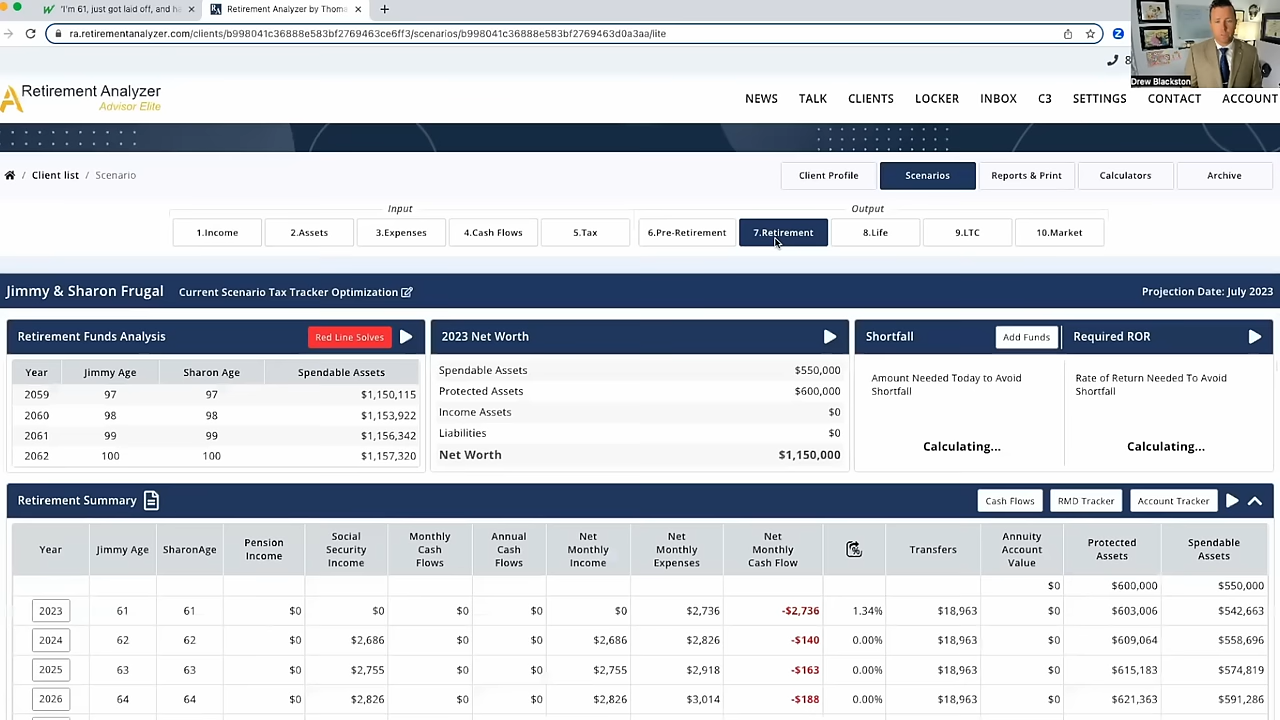 'I'm 61, just got laid off, and h
Retirement Analyzer by Thoma
ra.retirementanalyzer.com/clients/b998041c36888e583bf2769463ce6ff3/scenarios/b998041c36888e583bf2769463d0a3aa/lite
Drew Blackston
8
Retirement Analyzer
Advisor Elite
NEWS TALK CLIENTS LOCKER INBOX C3 SETTINGS CONTACT ACCOUNT
/ Client list / Scenario
Client Profile Scenarios Reports & Print Calculators Archive
Input Output
1.Income 2.Assets 3.Expenses 4.Cash Flows 5.Tax 6.Pre-Retirement 7.Retirement 8.Life 9.LTC 10.Market
Jimmy & Sharon Frugal Current Scenario Tax Tracker Optimization Projection Date: July 2023
Retirement Funds Analysis Red Line Solves
Year Jimmy Age Sharon Age Spendable Assets
2059 97 97 $1,150,115
2060 98 98 $1,153,922
2061 99 99 $1,156,342
2062 100 100 $1,157,320
2023 Net Worth
Spendable Assets $550,000
Protected Assets $600,000
Income Assets $0
Liabilities $0
Net Worth $1,150,000
Shortfall Add Funds Required ROR
Amount Needed Today to Avoid
Shortfall
Calculating...
Rate of Return Needed To Avoid
Shortfall
Calculating...
Retirement Summary Cash Flows RMD Tracker Account Tracker
Year Jimmy Age SharonAge Pension Income Social Security Income Monthly Cash Flows Annual Cash Flows Net Monthly Income Net Monthly Expenses Net Monthly Cash Flow Transfers Annuity Account Value Protected Assets Spendable Assets
$0 $600,000 $550,000
2023 61 61 $0 $0 $0 $0 $0 $2,736 -$2,736 1.34% $18,963 $0 $603,006 $542,663
2024 62 62 $0 $2,686 $0 $0 $2,686 $2,826 -$140 0.00% $18,963 $0 $609,064 $558,696
2025 63 63 $0 $2,755 $0 $0 $2,755 $2,918 -$163 0.00% $18,963 $0 $615,183 $574,819
2026 64 64 $0 $2,826 $0 $0 $2,826 $3,014 -$188 0.00% $18,963 $0 $621,363 $591,286